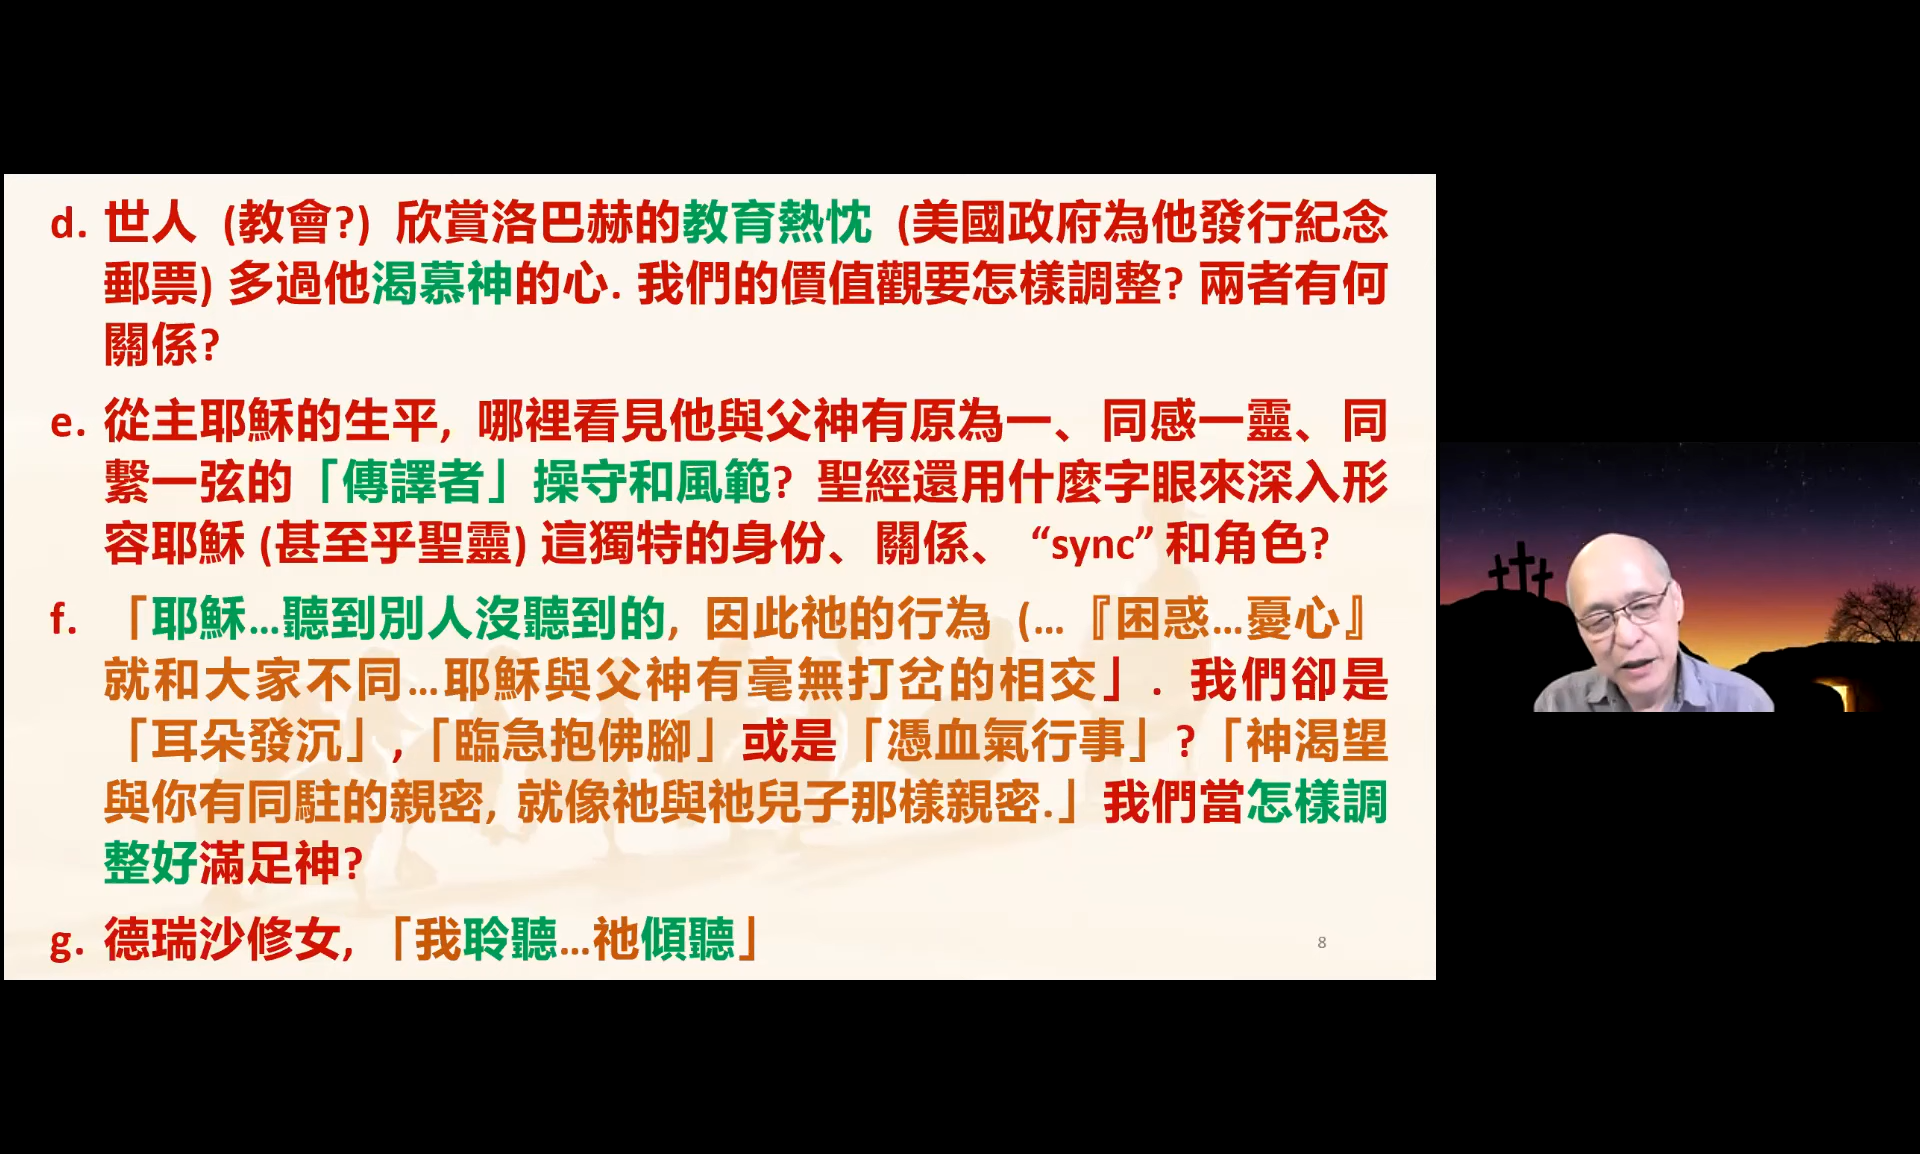 d. 世人 (教會?) 欣賞洛巴赫的教育熱忱 (美國政府為他發行紀念
郵票) 多過他渴慕神的心. 我們的價值觀要怎樣調整? 兩者有何
關係?
e. 從主耶穌的生平, 哪裡看見他與父神有原為一、同感一靈、同
繫一弦的「傳譯者」操守和風範? 聖經還用什麼字眼來深入形
容耶穌 (甚至乎聖靈) 這獨特的身份、關係、 “sync” 和角色?
f. 「耶穌...聽到別人沒聽到的, 因此祂的行為 (...『困惑...憂心』
就和大家不同...耶穌與父神有毫無打岔的相交」. 我們卻是
「耳朵發沉」,「臨急抱佛腳」或是「憑血氣行事」?「神渴望
與你有同駐的親密, 就像祂與祂兒子那樣親密.」我們當怎樣調
整好滿足神?
g. 德瑞沙修女, 「我聆聽...祂傾聽」
8